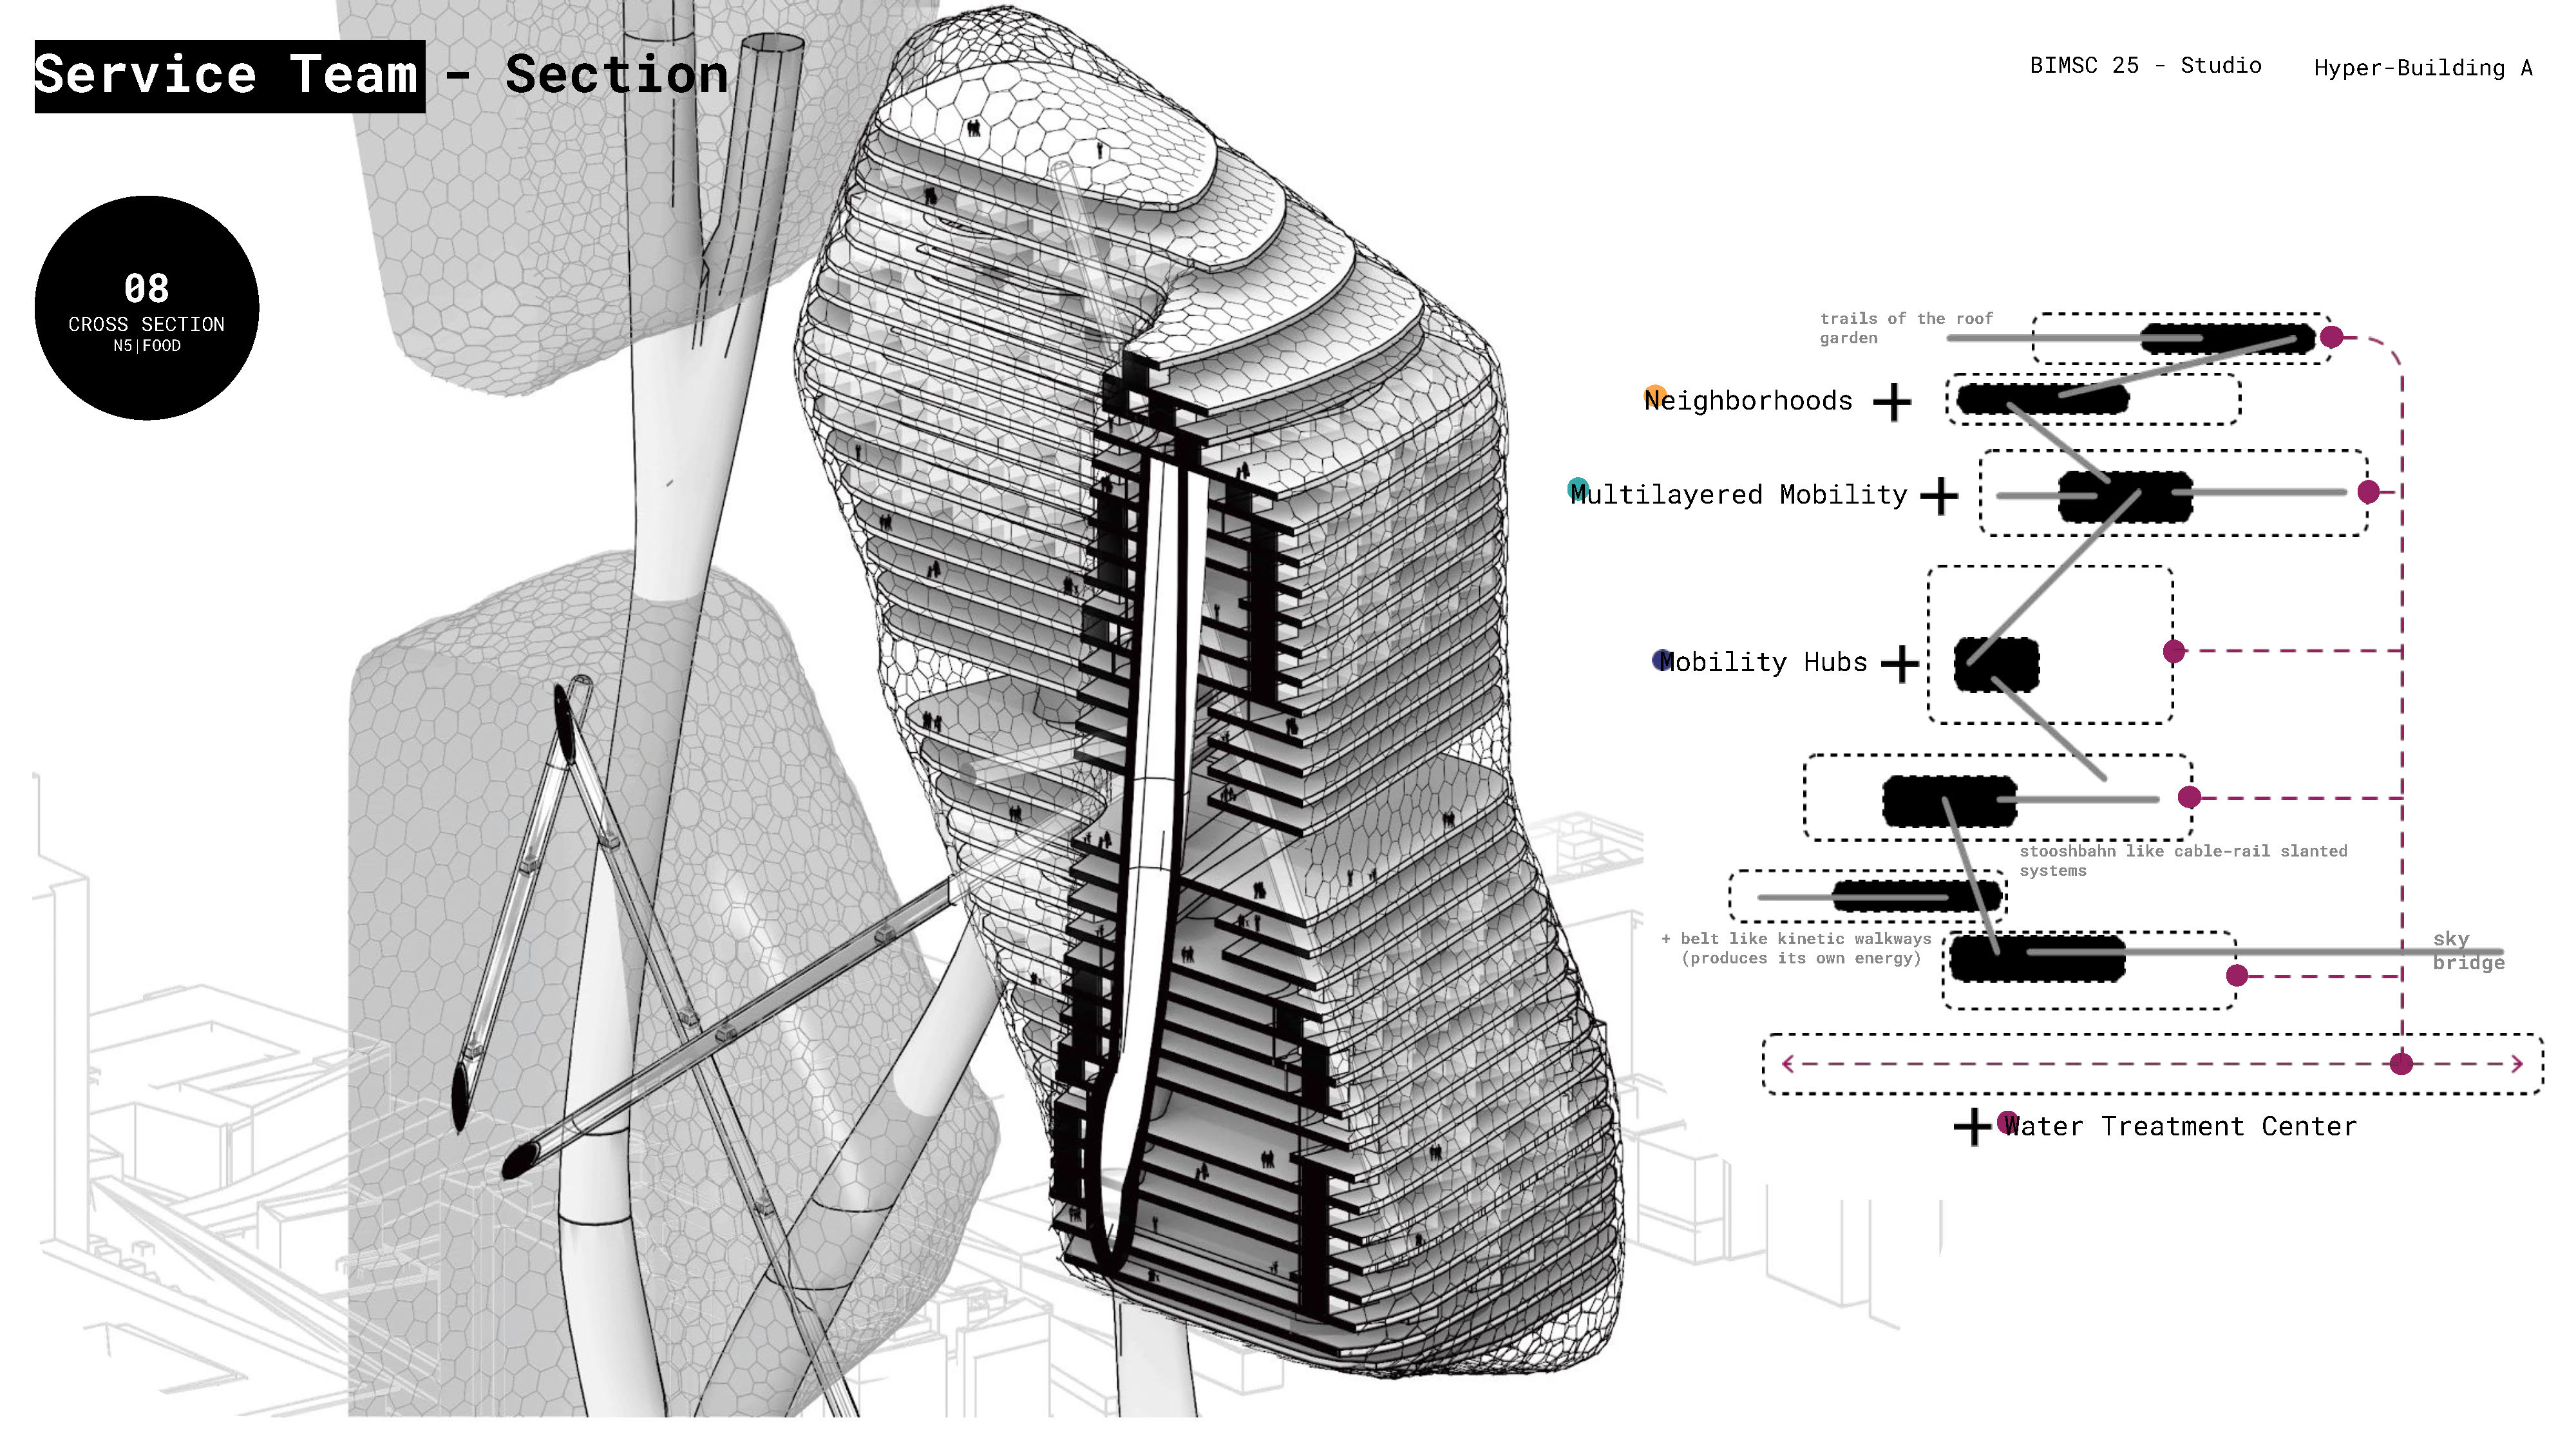 Service Team - Section
BIMSC 25 - Studio
Hyper-Building A
08
CROSS SECTION
N5|FOOD
trails of the roof
garden
Neighborhoods +
Multilayered Mobility +
Mobility Hubs +
stooshbahn like cable-rail slanted
systems
+ belt like kinetic walkways
(produces its own energy)
sky
bridge
+ Water Treatment Center